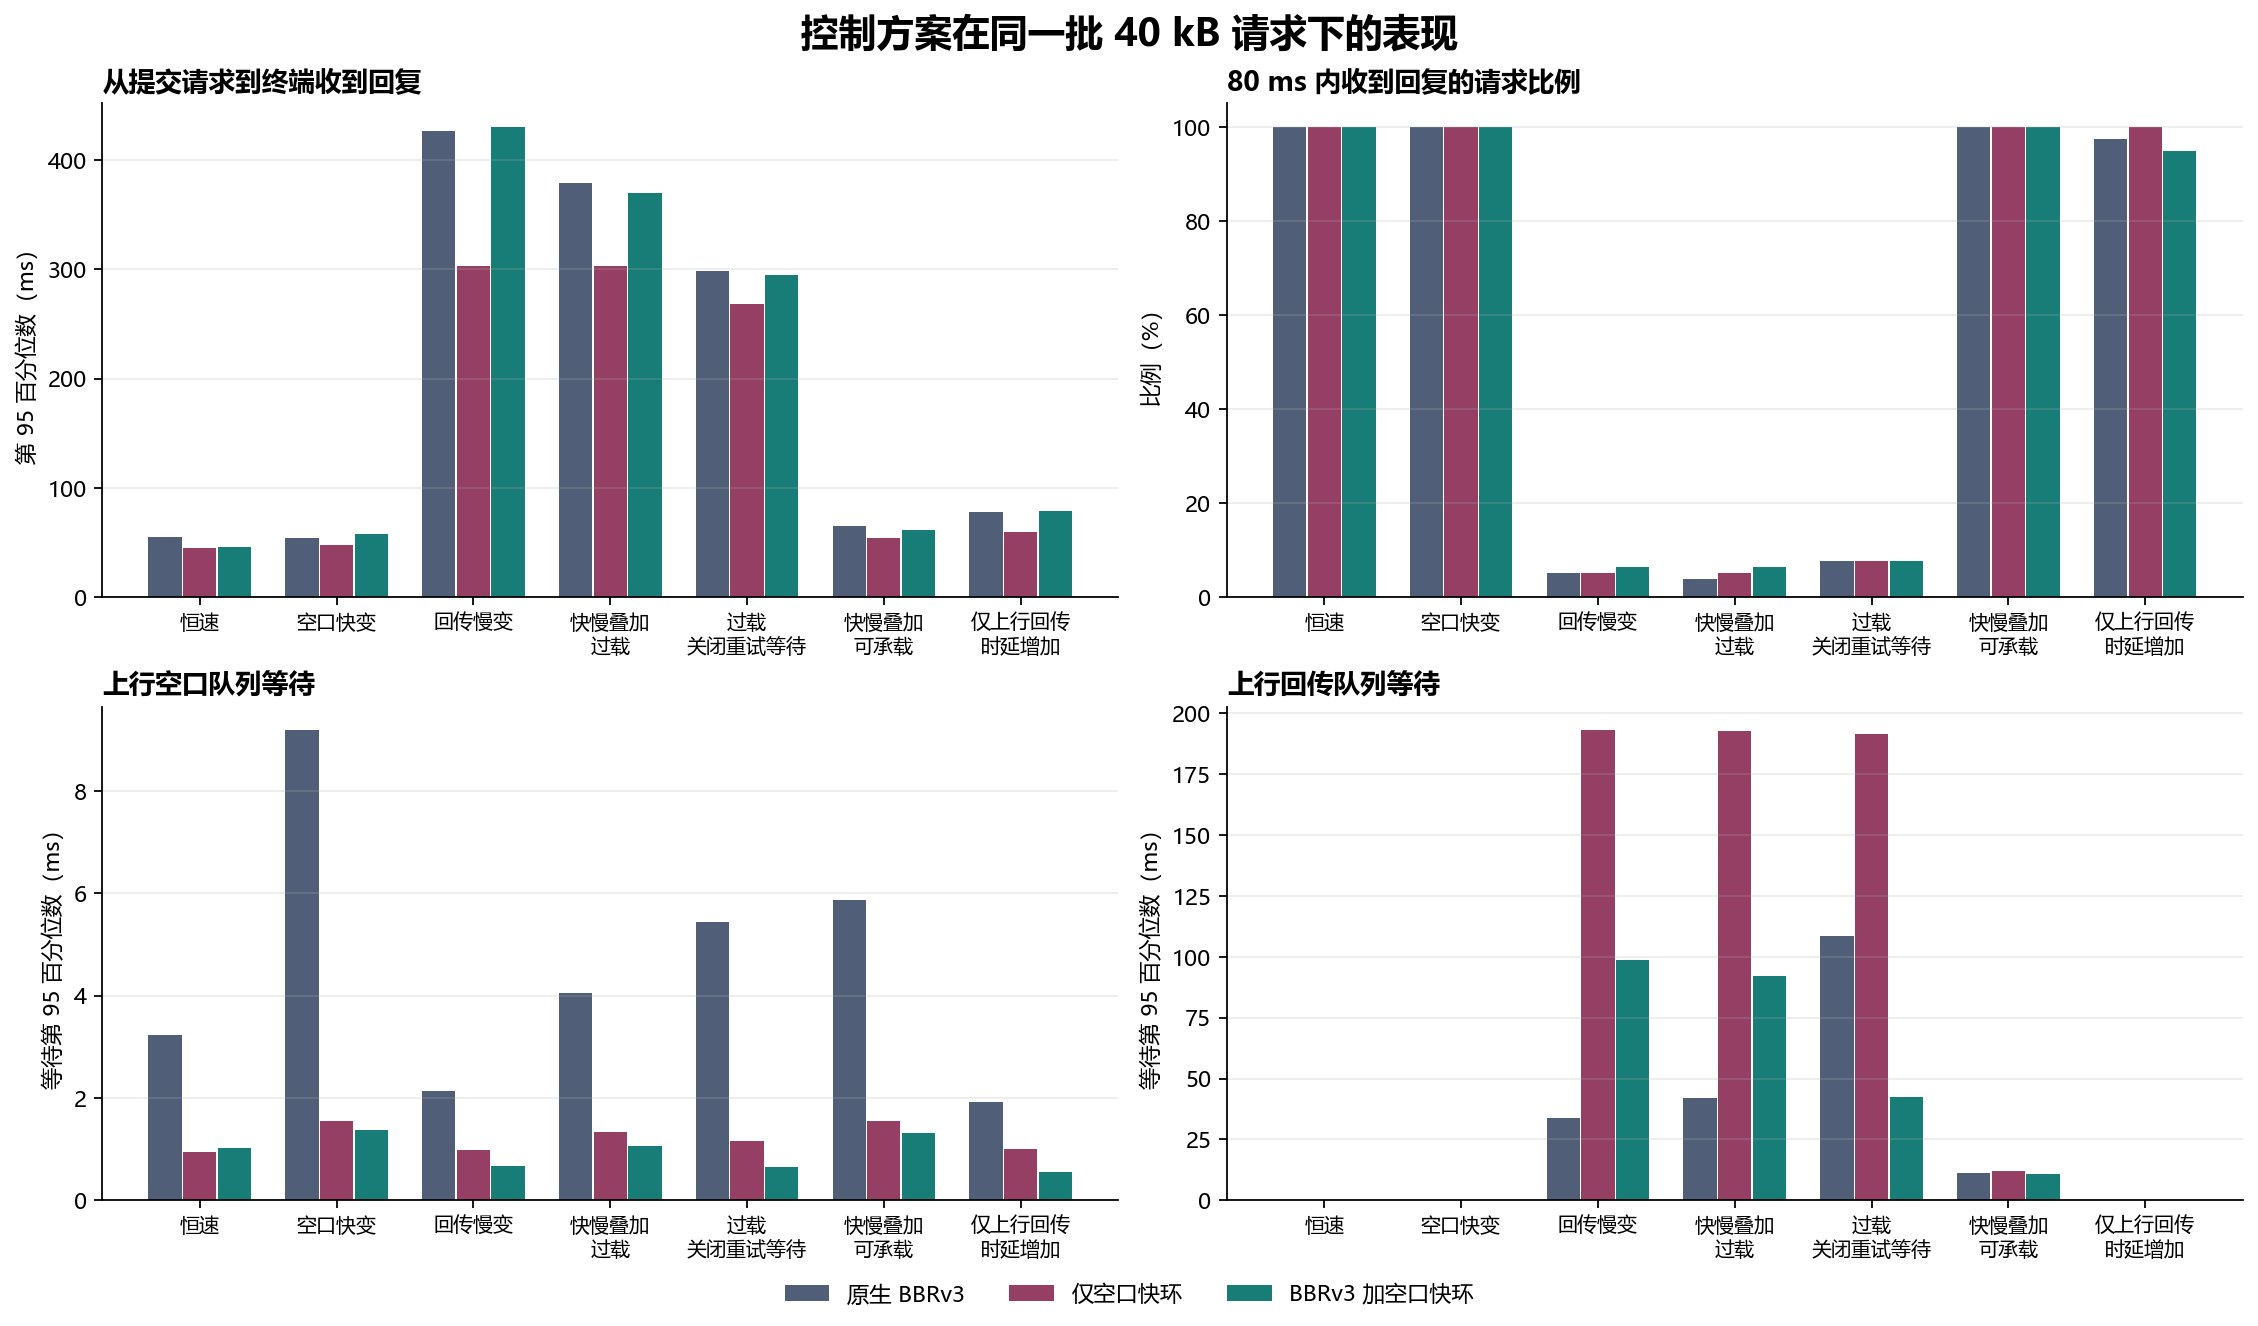 控制方案在同一批 40 kB 请求下的表现
从提交请求到终端收到回复
第 95 百分位数（ms）
400
300
200
100
0
恒速
空口快变
回传慢变
快慢叠加
过载
过载
关闭重试等待
快慢叠加
可承载
仅上行回传
时延增加
80 ms 内收到回复的请求比例
比例（%）
100
80
60
40
20
0
恒速
空口快变
回传慢变
快慢叠加
过载
过载
关闭重试等待
快慢叠加
可承载
仅上行回传
时延增加
上行空口队列等待
等待第 95 百分位数（ms）
8
6
4
2
0
恒速
空口快变
回传慢变
快慢叠加
过载
过载
关闭重试等待
快慢叠加
可承载
仅上行回传
时延增加
上行回传队列等待
等待第 95 百分位数（ms）
200
175
150
125
100
75
50
25
0
恒速
空口快变
回传慢变
快慢叠加
过载
过载
关闭重试等待
快慢叠加
可承载
仅上行回传
时延增加
原生 BBRv3
仅空口快环
BBRv3 加空口快环